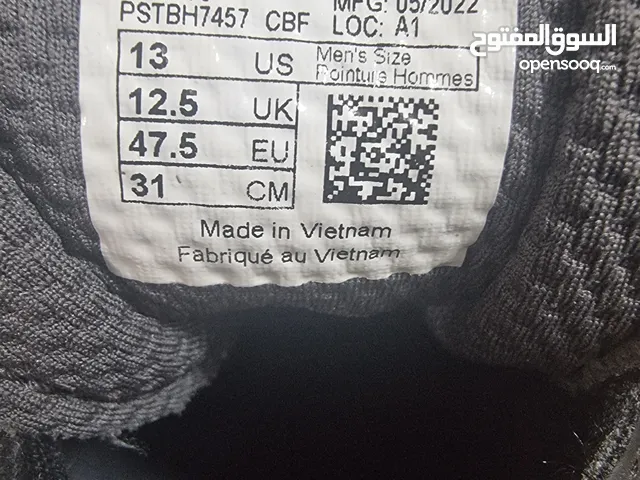 PSTBH7457 CBF
MFG: 05/2022
LOC: A1
13 US
Men's Size
Pointure Hommes
12.5 UK
47.5 EU
31 CM
Made in Vietnam
Fabriqué au Vietnam
السوق المفتوح
opensooq.com